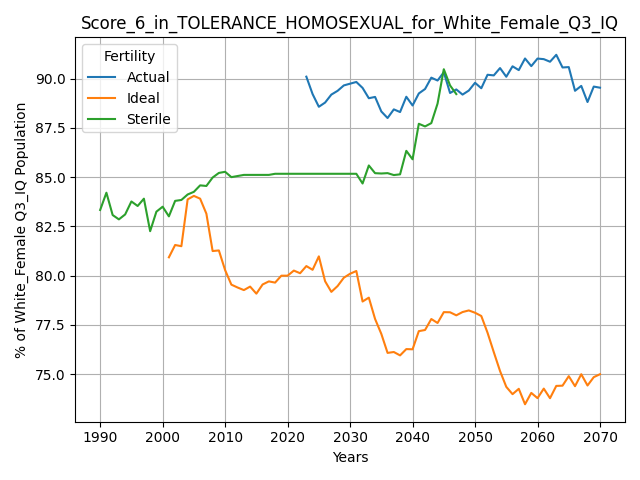 Score_6_in_TOLERANCE_HOMOSEXUAL_for_White_Female_Q3_IQ
Fertility
Actual
Ideal
Sterile
% of White_Female Q3_IQ Population
90.0
87.5
85.0
82.5
80.0
77.5
75.0
1990 2000 2010 2020 2030 2040 2050 2060 2070
Years